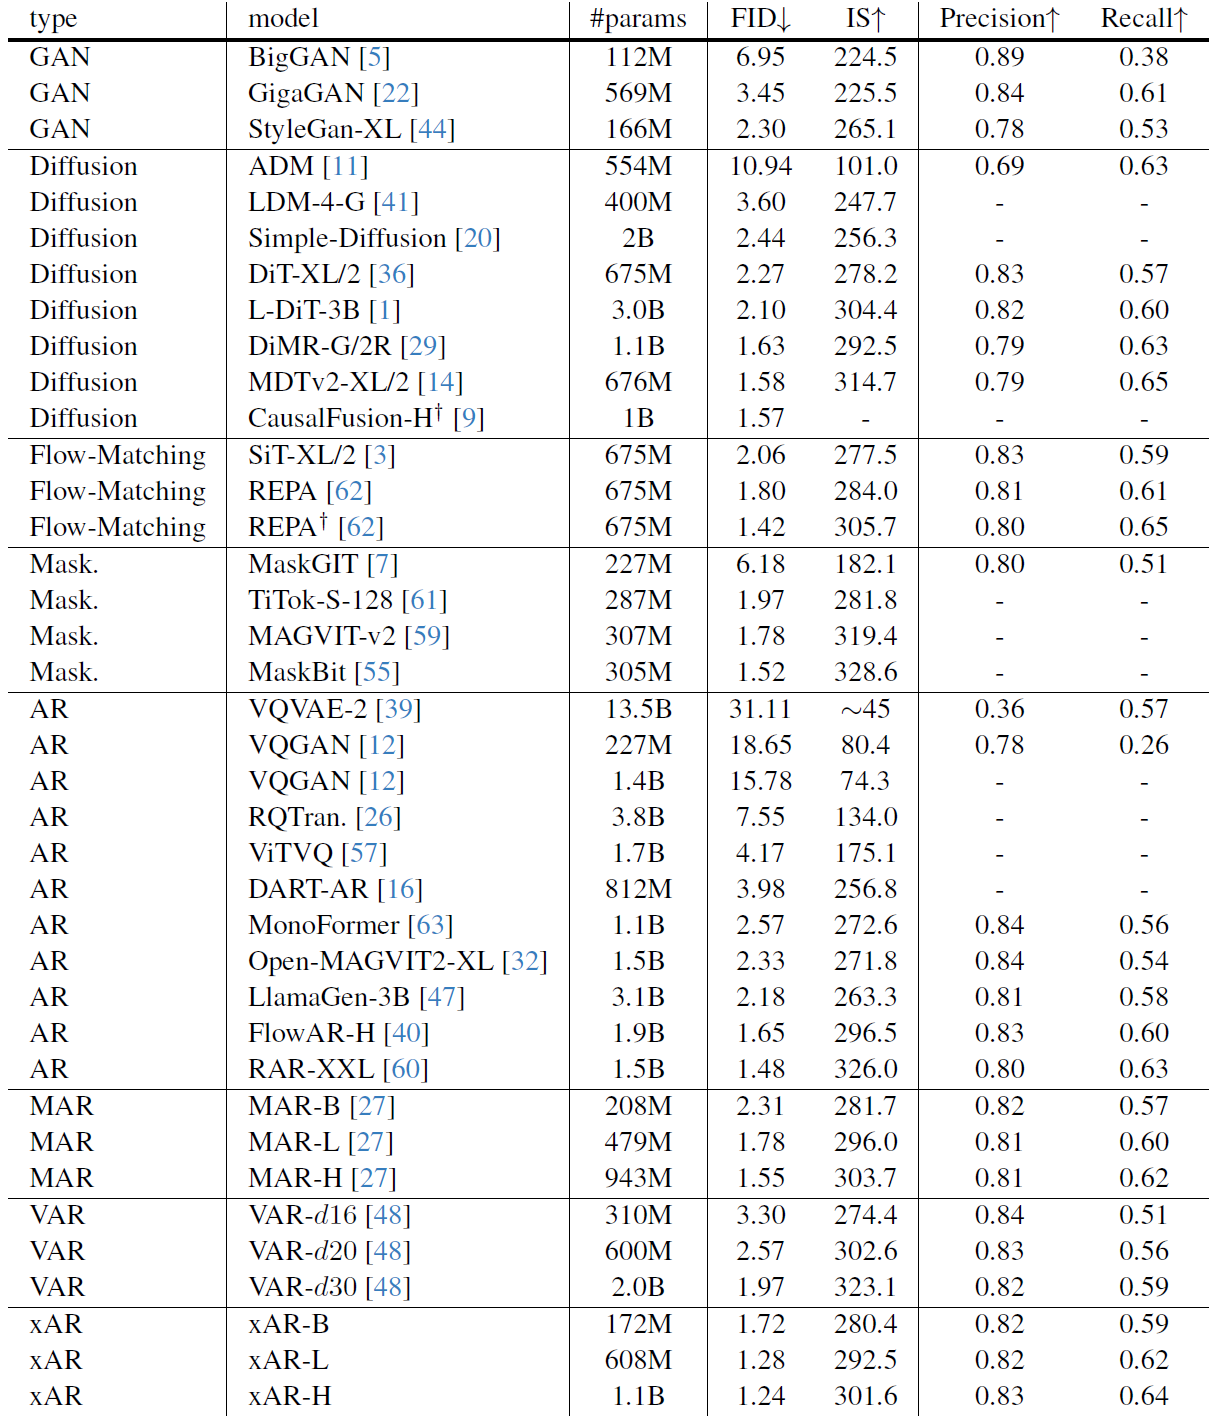 type model #params FID↓ IS↑ Precision↑ Recall↑
GAN BigGAN [5] 112M 6.95 224.5 0.89 0.38
GAN GigaGAN [22] 569M 3.45 225.5 0.84 0.61
GAN StyleGan-XL [44] 166M 2.30 265.1 0.78 0.53
Diffusion ADM [11] 554M 10.94 101.0 0.69 0.63
Diffusion LDM-4-G [41] 400M 3.60 247.7 - -
Diffusion Simple-Diffusion [20] 2B 2.44 256.3 - -
Diffusion DiT-XL/2 [36] 675M 2.27 278.2 0.83 0.57
Diffusion L-DiT-3B [1] 3.0B 2.10 304.4 0.82 0.60
Diffusion DiMR-G/2R [29] 1.1B 1.63 292.5 0.79 0.63
Diffusion MDTv2-XL/2 [14] 676M 1.58 314.7 0.79 0.65
Diffusion CausalFusion-H† [9] 1B 1.57 - - -
Flow-Matching SiT-XL/2 [3] 675M 2.06 277.5 0.83 0.59
Flow-Matching REPA [62] 675M 1.80 284.0 0.81 0.61
Flow-Matching REPA† [62] 675M 1.42 305.7 0.80 0.65
Mask. MaskGIT [7] 227M 6.18 182.1 0.80 0.51
Mask. TiTok-S-128 [61] 287M 1.97 281.8 - -
Mask. MAGVIT-v2 [59] 307M 1.78 319.4 - -
Mask. MaskBit [55] 305M 1.52 328.6 - -
AR VQVAE-2 [39] 13.5B 31.11 ∼45 0.36 0.57
AR VQGAN [12] 227M 18.65 80.4 0.78 0.26
AR VQGAN [12] 1.4B 15.78 74.3 - -
AR RQTran. [26] 3.8B 7.55 134.0 - -
AR ViTVQ [57] 1.7B 4.17 175.1 - -
AR DART-AR [16] 812M 3.98 256.8 - -
AR MonoFormer [63] 1.1B 2.57 272.6 0.84 0.56
AR Open-MAGVIT2-XL [32] 1.5B 2.33 271.8 0.84 0.54
AR LlamaGen-3B [47] 3.1B 2.18 263.3 0.81 0.58
AR FlowAR-H [40] 1.9B 1.65 296.5 0.83 0.60
AR RAR-XXL [60] 1.5B 1.48 326.0 0.80 0.63
MAR MAR-B [27] 208M 2.31 281.7 0.82 0.57
MAR MAR-L [27] 479M 1.78 296.0 0.81 0.60
MAR MAR-H [27] 943M 1.55 303.7 0.81 0.62
VAR VAR-d16 [48] 310M 3.30 274.4 0.84 0.51
VAR VAR-d20 [48] 600M 2.57 302.6 0.83 0.56
VAR VAR-d30 [48] 2.0B 1.97 323.1 0.82 0.59
xAR xAR-B 172M 1.72 280.4 0.82 0.59
xAR xAR-L 608M 1.28 292.5 0.82 0.62
xAR xAR-H 1.1B 1.24 301.6 0.83 0.64